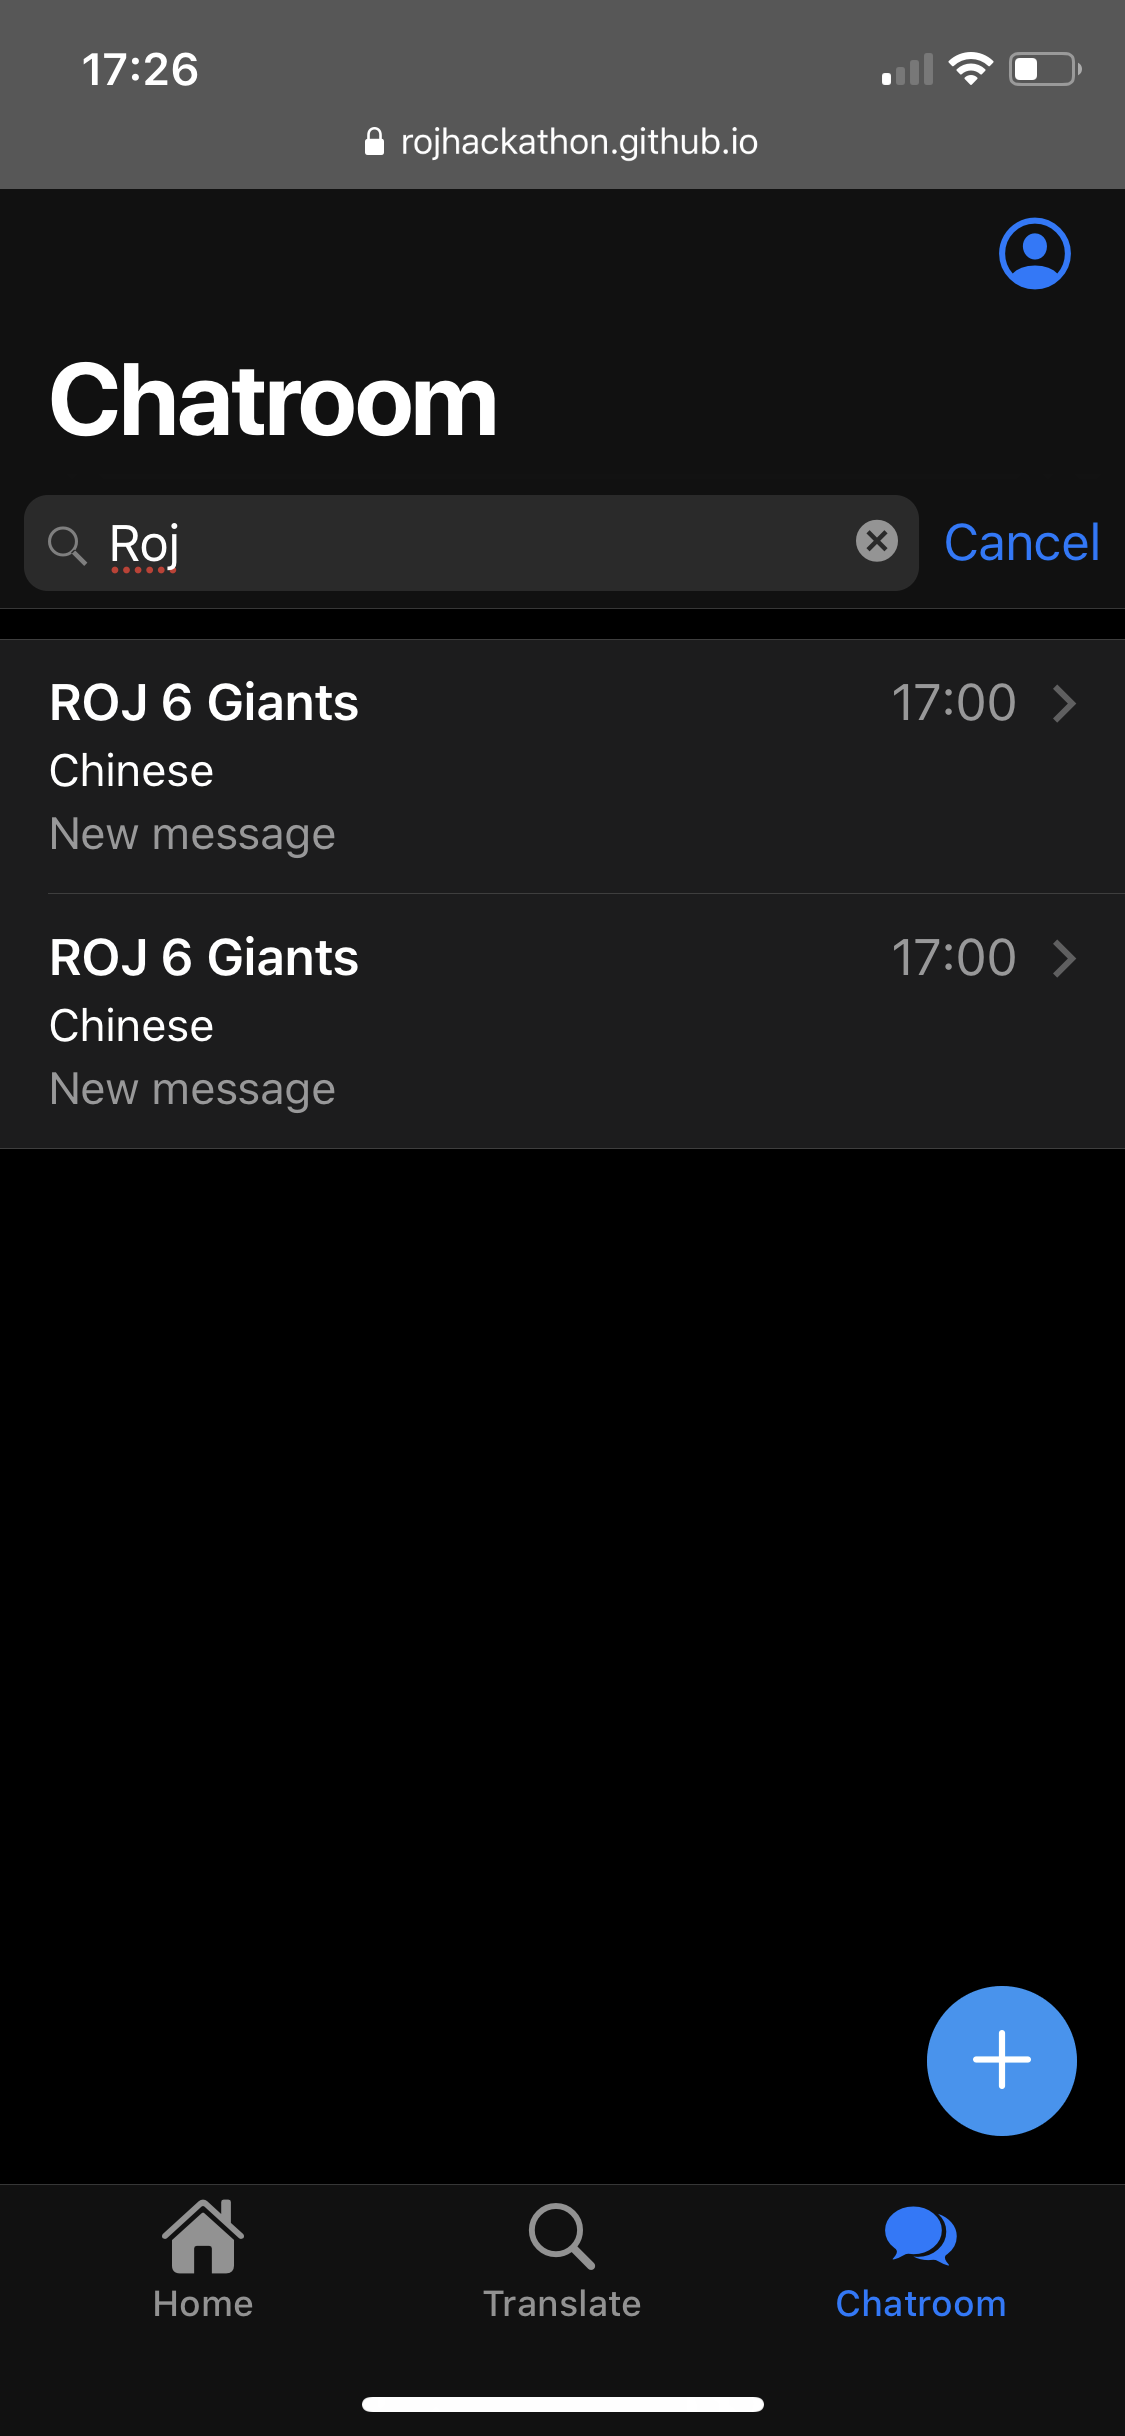 17:26
rojhackathon.github.io
Chatroom
Roj
Cancel
ROJ 6 Giants
17:00
Chinese
New message
ROJ 6 Giants
17:00
Chinese
New message
Home
Translate
Chatroom